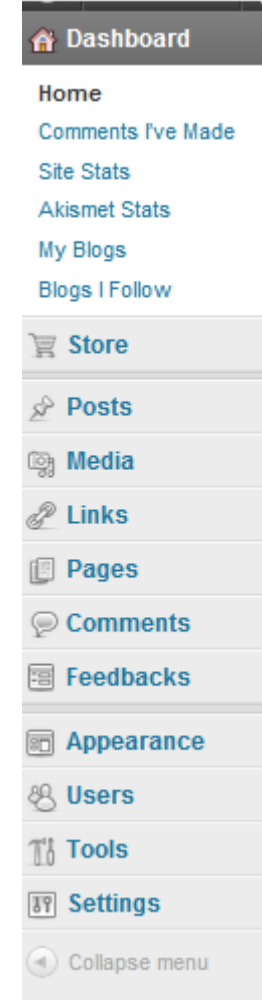 Dashboard
Home
Comments I've Made
Site Stats
Akismet Stats
My Blogs
Blogs I Follow
Store
Posts
Media
Links
Pages
Comments
Feedbacks
Appearance
Users
Tools
Settings
Collapse menu